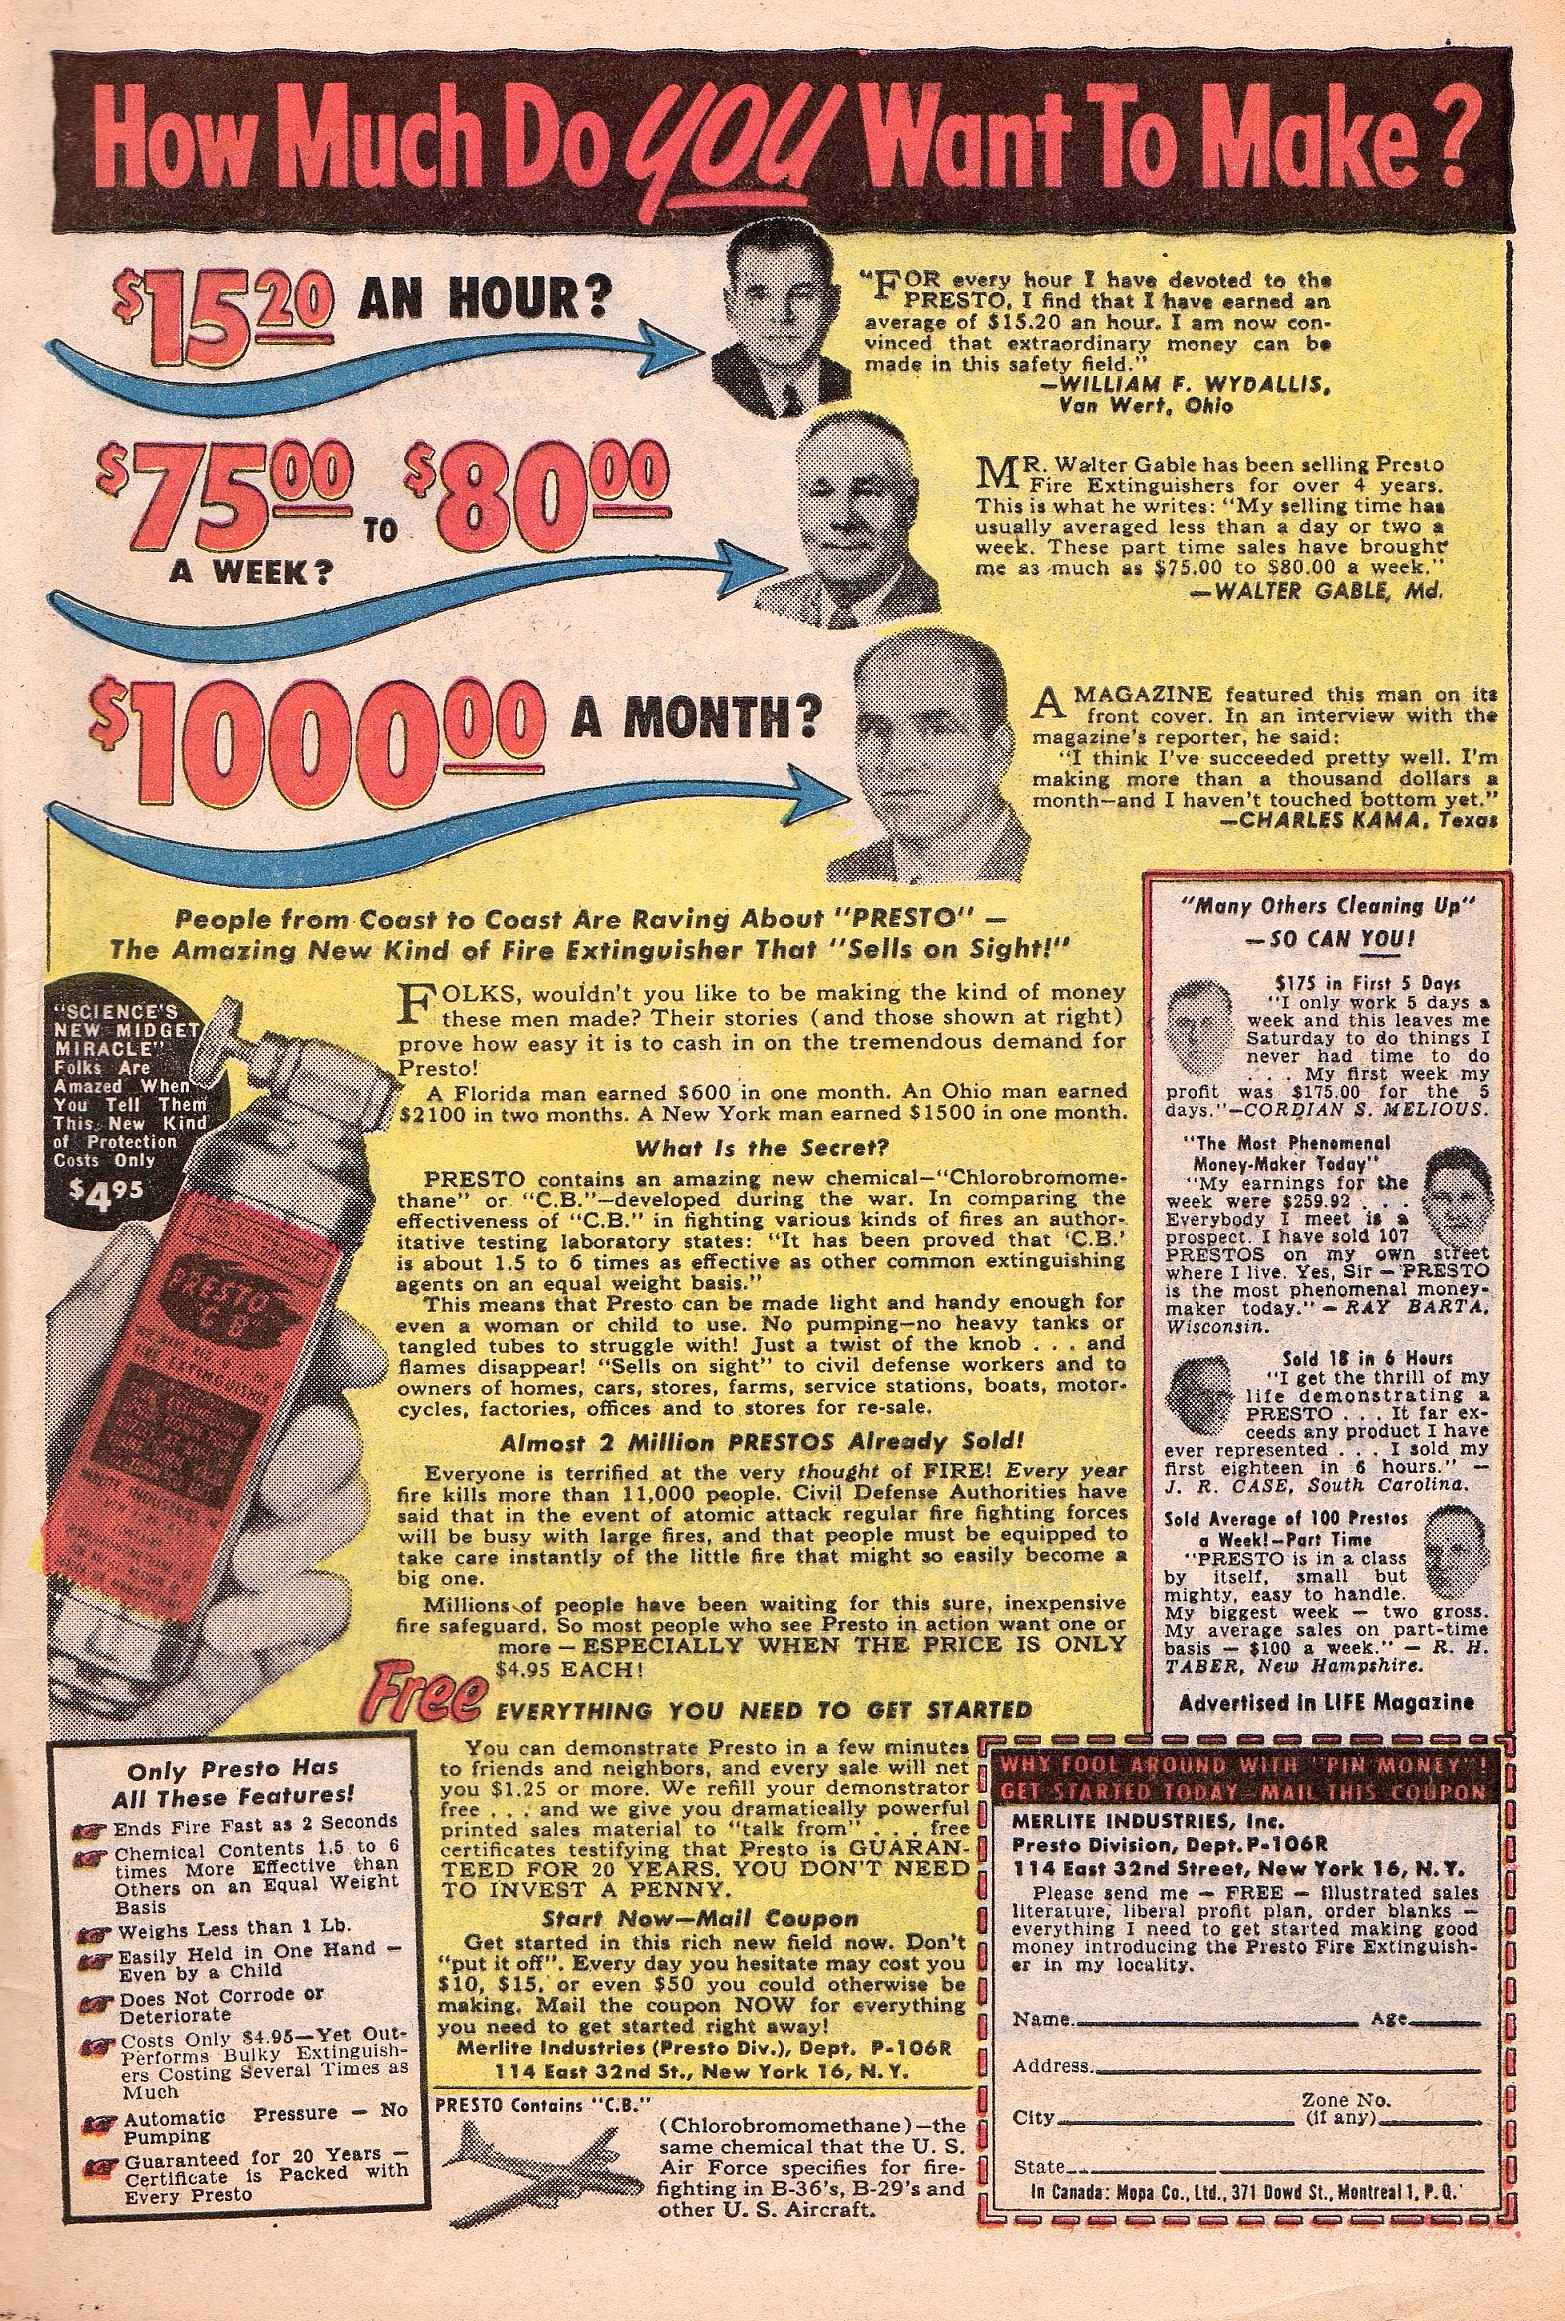 How Much Do YOU Want To Make?
$15.20 AN HOUR?
"FOR every hour I have devoted to the
PRESTO, I find that I have earned an
average of $15.20 an hour. I am now con-
vinced that extraordinary money can be
made in this safety field."
—WILLIAM F. WYDALLIS,
Van Wert, Ohio
$75.00 TO $80.00
A WEEK?
MR. Walter Gable has been selling Presto
Fire Extinguishers for over 4 years.
This is what he writes: "My selling time has
usually averaged less than a day or two a
week. These part time sales have brought
me as much as $75.00 to $80.00 a week."
—WALTER GABLE, Md.
$1000.00 A MONTH?
A MAGAZINE featured this man on its
front cover. In an interview with the
magazine's reporter, he said:
"I think I've succeeded pretty well. I'm
making more than a thousand dollars a
month—and I haven't touched bottom yet."
—CHARLES KAMA, Texas
People from Coast to Coast Are Raving About "PRESTO" —
The Amazing New Kind of Fire Extinguisher That "Sells on Sight!"
"SCIENCE'S
NEW MIDGET
MIRACLE"
Folks Are
Amazed When
You Tell Them
This New Kind
of Protection
Costs Only
$4.95
PRESTO
"C B"
FOLKS, wouldn't you like to be making the kind of money
these men made? Their stories (and those shown at right)
prove how easy it is to cash in on the tremendous demand for
Presto!
A Florida man earned $600 in one month. An Ohio man earned
$2100 in two months. A New York man earned $1500 in one month.
What Is the Secret?
PRESTO contains an amazing new chemical—"Chlorobromome-
thane" or "C.B."—developed during the war. In comparing the
effectiveness of "C.B." in fighting various kinds of fires an author-
itative testing laboratory states: "It has been proved that 'C.B.'
is about 1.5 to 6 times as effective as other common extinguishing
agents on an equal weight basis."
This means that Presto can be made light and handy enough for
even a woman or child to use. No pumping—no heavy tanks or
tangled tubes to struggle with! Just a twist of the knob . . . and
flames disappear! "Sells on sight" to civil defense workers and to
owners of homes, cars, stores, farms, service stations, boats, motor-
cycles, factories, offices and to stores for re-sale.
Almost 2 Million PRESTOS Already Sold!
Everyone is terrified at the very thought of FIRE! Every year
fire kills more than 11,000 people. Civil Defense Authorities have
said that in the event of atomic attack regular fire fighting forces
will be busy with large fires, and that people must be equipped to
take care instantly of the little fire that might so easily become a
big one.
Millions of people have been waiting for this sure, inexpensive
fire safeguard. So most people who see Presto in action want one or
more — ESPECIALLY WHEN THE PRICE IS ONLY
$4.95 EACH!
Free EVERYTHING YOU NEED TO GET STARTED
You can demonstrate Presto in a few minutes
to friends and neighbors, and every sale will net
you $1.25 or more. We refill your demonstrator
free . . . and we give you dramatically powerful
printed sales material to "talk from" . . . free
certificates testifying that Presto is GUARAN-
TEED FOR 20 YEARS. YOU DON'T NEED
TO INVEST A PENNY.
Start Now—Mail Coupon
Get started in this rich new field now. Don't
"put it off". Every day you hesitate may cost you
$10, $15, or even $50 you could otherwise be
making. Mail the coupon NOW for everything
you need to get started right away!
Merlite Industries (Presto Div.), Dept. P-106R
114 East 32nd St., New York 16, N.Y.
PRESTO Contains "C.B."
(Chlorobromomethane)—the
same chemical that the U. S.
Air Force specifies for fire-
fighting in B-36's, B-29's and
other U. S. Aircraft.
Only Presto Has
All These Features!
Ends Fire Fast as 2 Seconds
Chemical Contents 1.5 to 6
times More Effective than
Others on an Equal Weight
Basis
Weighs Less than 1 Lb.
Easily Held in One Hand —
Even by a Child
Does Not Corrode or
Deteriorate
Costs Only $4.95—Yet Out-
Performs Bulky Extinguish-
ers Costing Several Times as
Much
Automatic Pressure — No
Pumping
Guaranteed for 20 Years —
Certificate is Packed with
Every Presto
"Many Others Cleaning Up"
—SO CAN YOU!
$175 in First 5 Days
"I only work 5 days a
week and this leaves me
Saturday to do things I
never had time to do
. . . My first week my
profit was $175.00 for the 5
days."—CORDIAN S. MELIOUS.
"The Most Phenomenal
Money-Maker Today"
"My earnings for the
week were $259.92 . . .
Everybody I meet is a
prospect. I have sold 107
PRESTOS on my own street
where I live. Yes, Sir — PRESTO
is the most phenomenal money-
maker today." — RAY BARTA,
Wisconsin.
Sold 18 in 6 Hours
"I get the thrill of my
life demonstrating a
PRESTO . . . It far ex-
ceeds any product I have
ever represented . . . I sold my
first eighteen in 6 hours." —
J. R. CASE, South Carolina.
Sold Average of 100 Prestos
a Week!—Part Time
"PRESTO is in a class
by itself, small but
mighty, easy to handle.
My biggest week — two gross.
My average sales on part-time
basis — $100 a week." — R. H.
TABER, New Hampshire.
Advertised in LIFE Magazine
WHY FOOL AROUND WITH "PIN MONEY"!
GET STARTED TODAY—MAIL THIS COUPON
MERLITE INDUSTRIES, Inc.
Presto Division, Dept. P-106R
114 East 32nd Street, New York 16, N.Y.
Please send me — FREE — illustrated sales
literature, liberal profit plan, order blanks —
everything I need to get started making good
money introducing the Presto Fire Extinguish-
er in my locality.
Name Age
Address
City Zone No. (if any)
State
In Canada: Mopa Co., Ltd., 371 Dowd St., Montreal 1, P.Q.